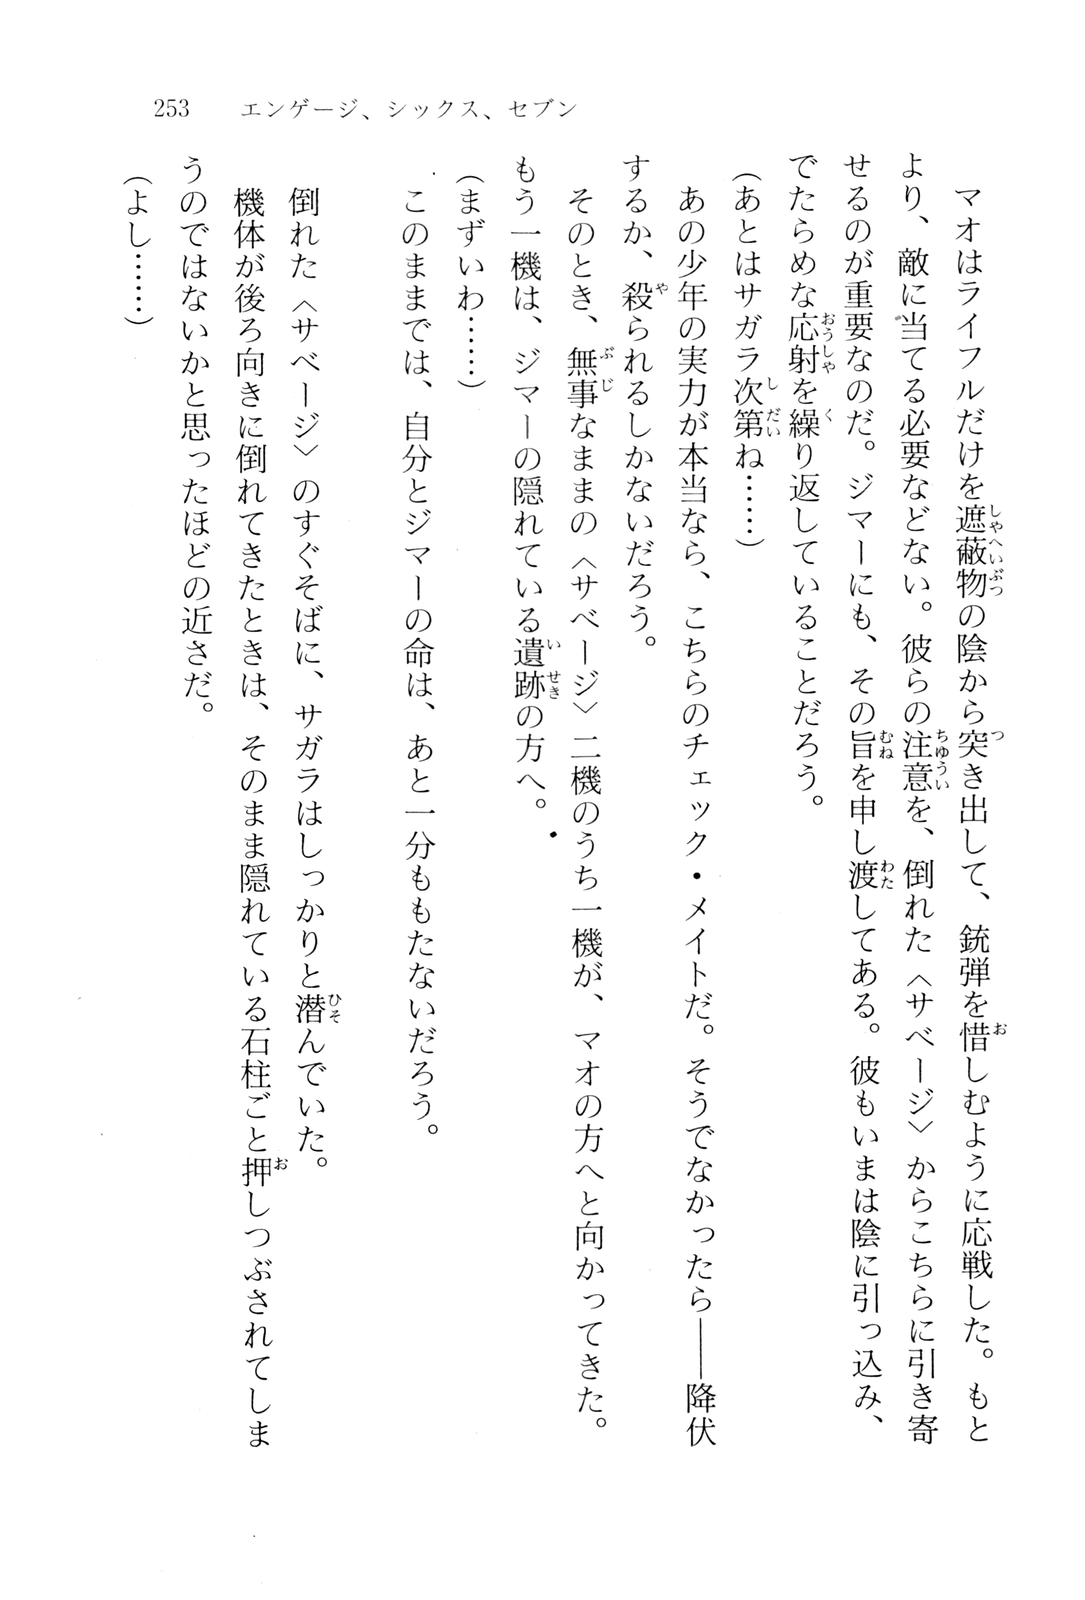 253 エンゲージ、シックス、セブン
マオはライフルだけを遮蔽物の陰から突き出して、銃弾を惜しむように応戦した。もと
より、敵に当てる必要などない。彼らの注意を、倒れた〈サベージ〉からこちらに引き寄
せるのが重要なのだ。ジマーにも、その旨を申し渡してある。彼もいまは陰に引っ込み、
でたらめな応射を繰り返していることだろう。
（あとはサガラ次第ね……）
あの少年の実力が本当なら、こちらのチェック・メイトだ。そうでなかったら――降伏
するか、殺られるしかないだろう。
そのとき、無事なままの〈サベージ〉二機のうち一機が、マオの方へと向かってきた。
もう一機は、ジマーの隠れている遺跡の方へ。
（まずいわ……）
このままでは、自分とジマーの命は、あと一分ももたないだろう。
倒れた〈サベージ〉のすぐそばに、サガラはしっかりと潜んでいた。
機体が後ろ向きに倒れてきたときは、そのまま隠れている石柱ごと押しつぶされてしま
うのではないかと思ったほどの近さだ。
（よし……）